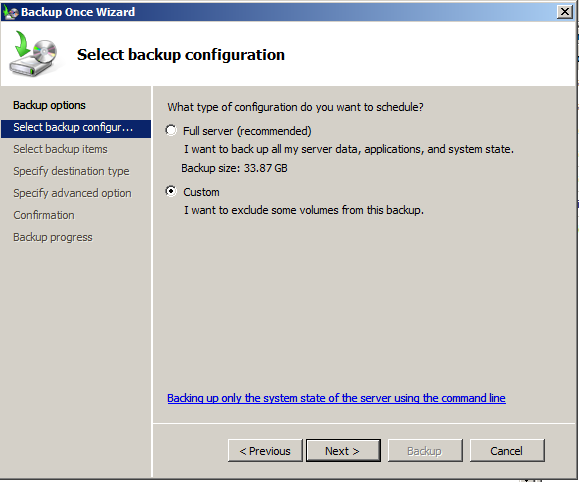 Backup Once Wizard
Select backup configuration
Backup options
Select backup configur...
Select backup items
Specify destination type
Specify advanced option
Confirmation
Backup progress
What type of configuration do you want to schedule?
Full server (recommended)
I want to back up all my server data, applications, and system state.
Backup size: 33.87 GB
Custom
I want to exclude some volumes from this backup.
Backing up only the system state of the server using the command line
< Previous
Next >
Backup
Cancel